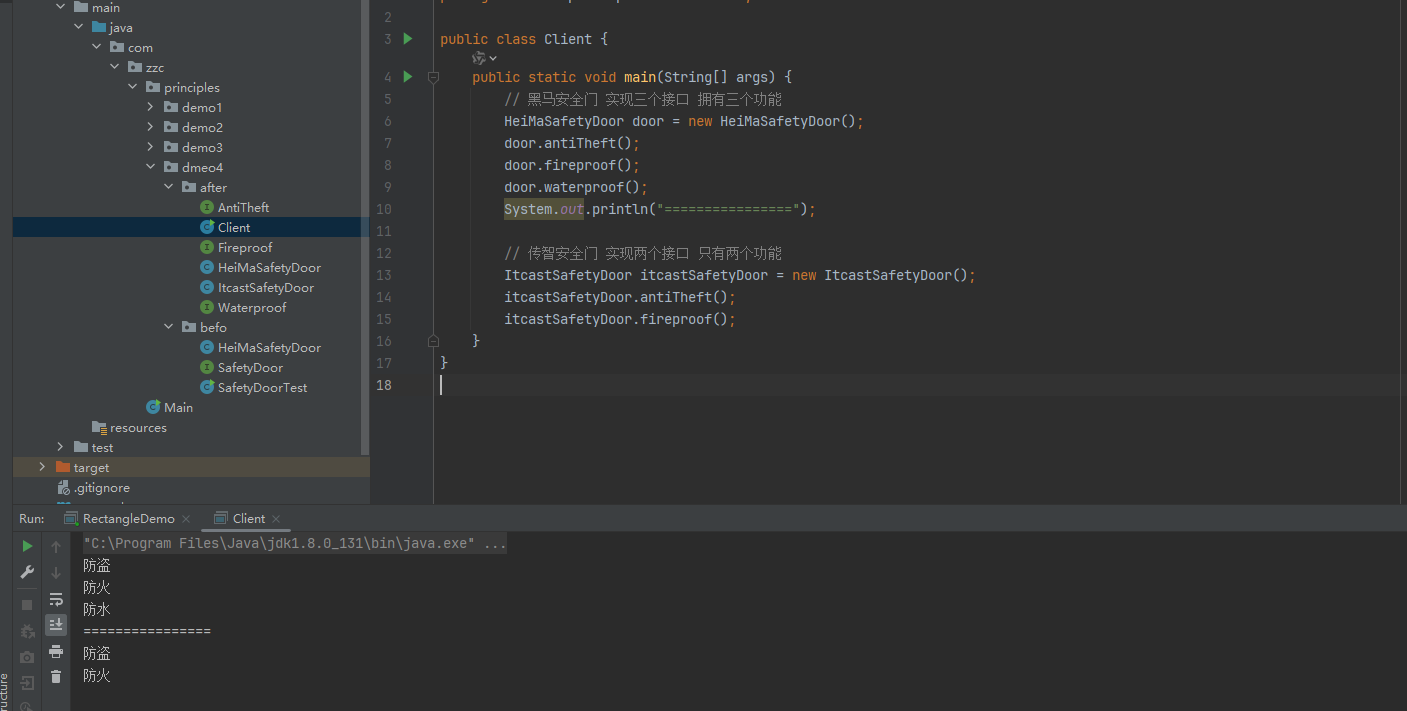 main
java
com
zzc
principles
demo1
demo2
demo3
dmeo4
after
AntiTheft
Client
Fireproof
HeiMaSafetyDoor
ItcastSafetyDoor
Waterproof
befo
HeiMaSafetyDoor
SafetyDoor
SafetyDoorTest
Main
resources
test
target
.gitignore
2
3 public class Client {
4 public static void main(String[] args) {
5 // 黑马安全门 实现三个接口 拥有三个功能
6 HeiMaSafetyDoor door = new HeiMaSafetyDoor();
7 door.antiTheft();
8 door.fireproof();
9 door.waterproof();
10 System.out.println("================");
11
12 // 传智安全门 实现两个接口 只有两个功能
13 ItcastSafetyDoor itcastSafetyDoor = new ItcastSafetyDoor();
14 itcastSafetyDoor.antiTheft();
15 itcastSafetyDoor.fireproof();
16 }
17 }
18
Run: RectangleDemo Client
"C:\Program Files\Java\jdk1.8.0_131\bin\java.exe" ...
防盗
防火
防水
================
防盗
防火
ructure